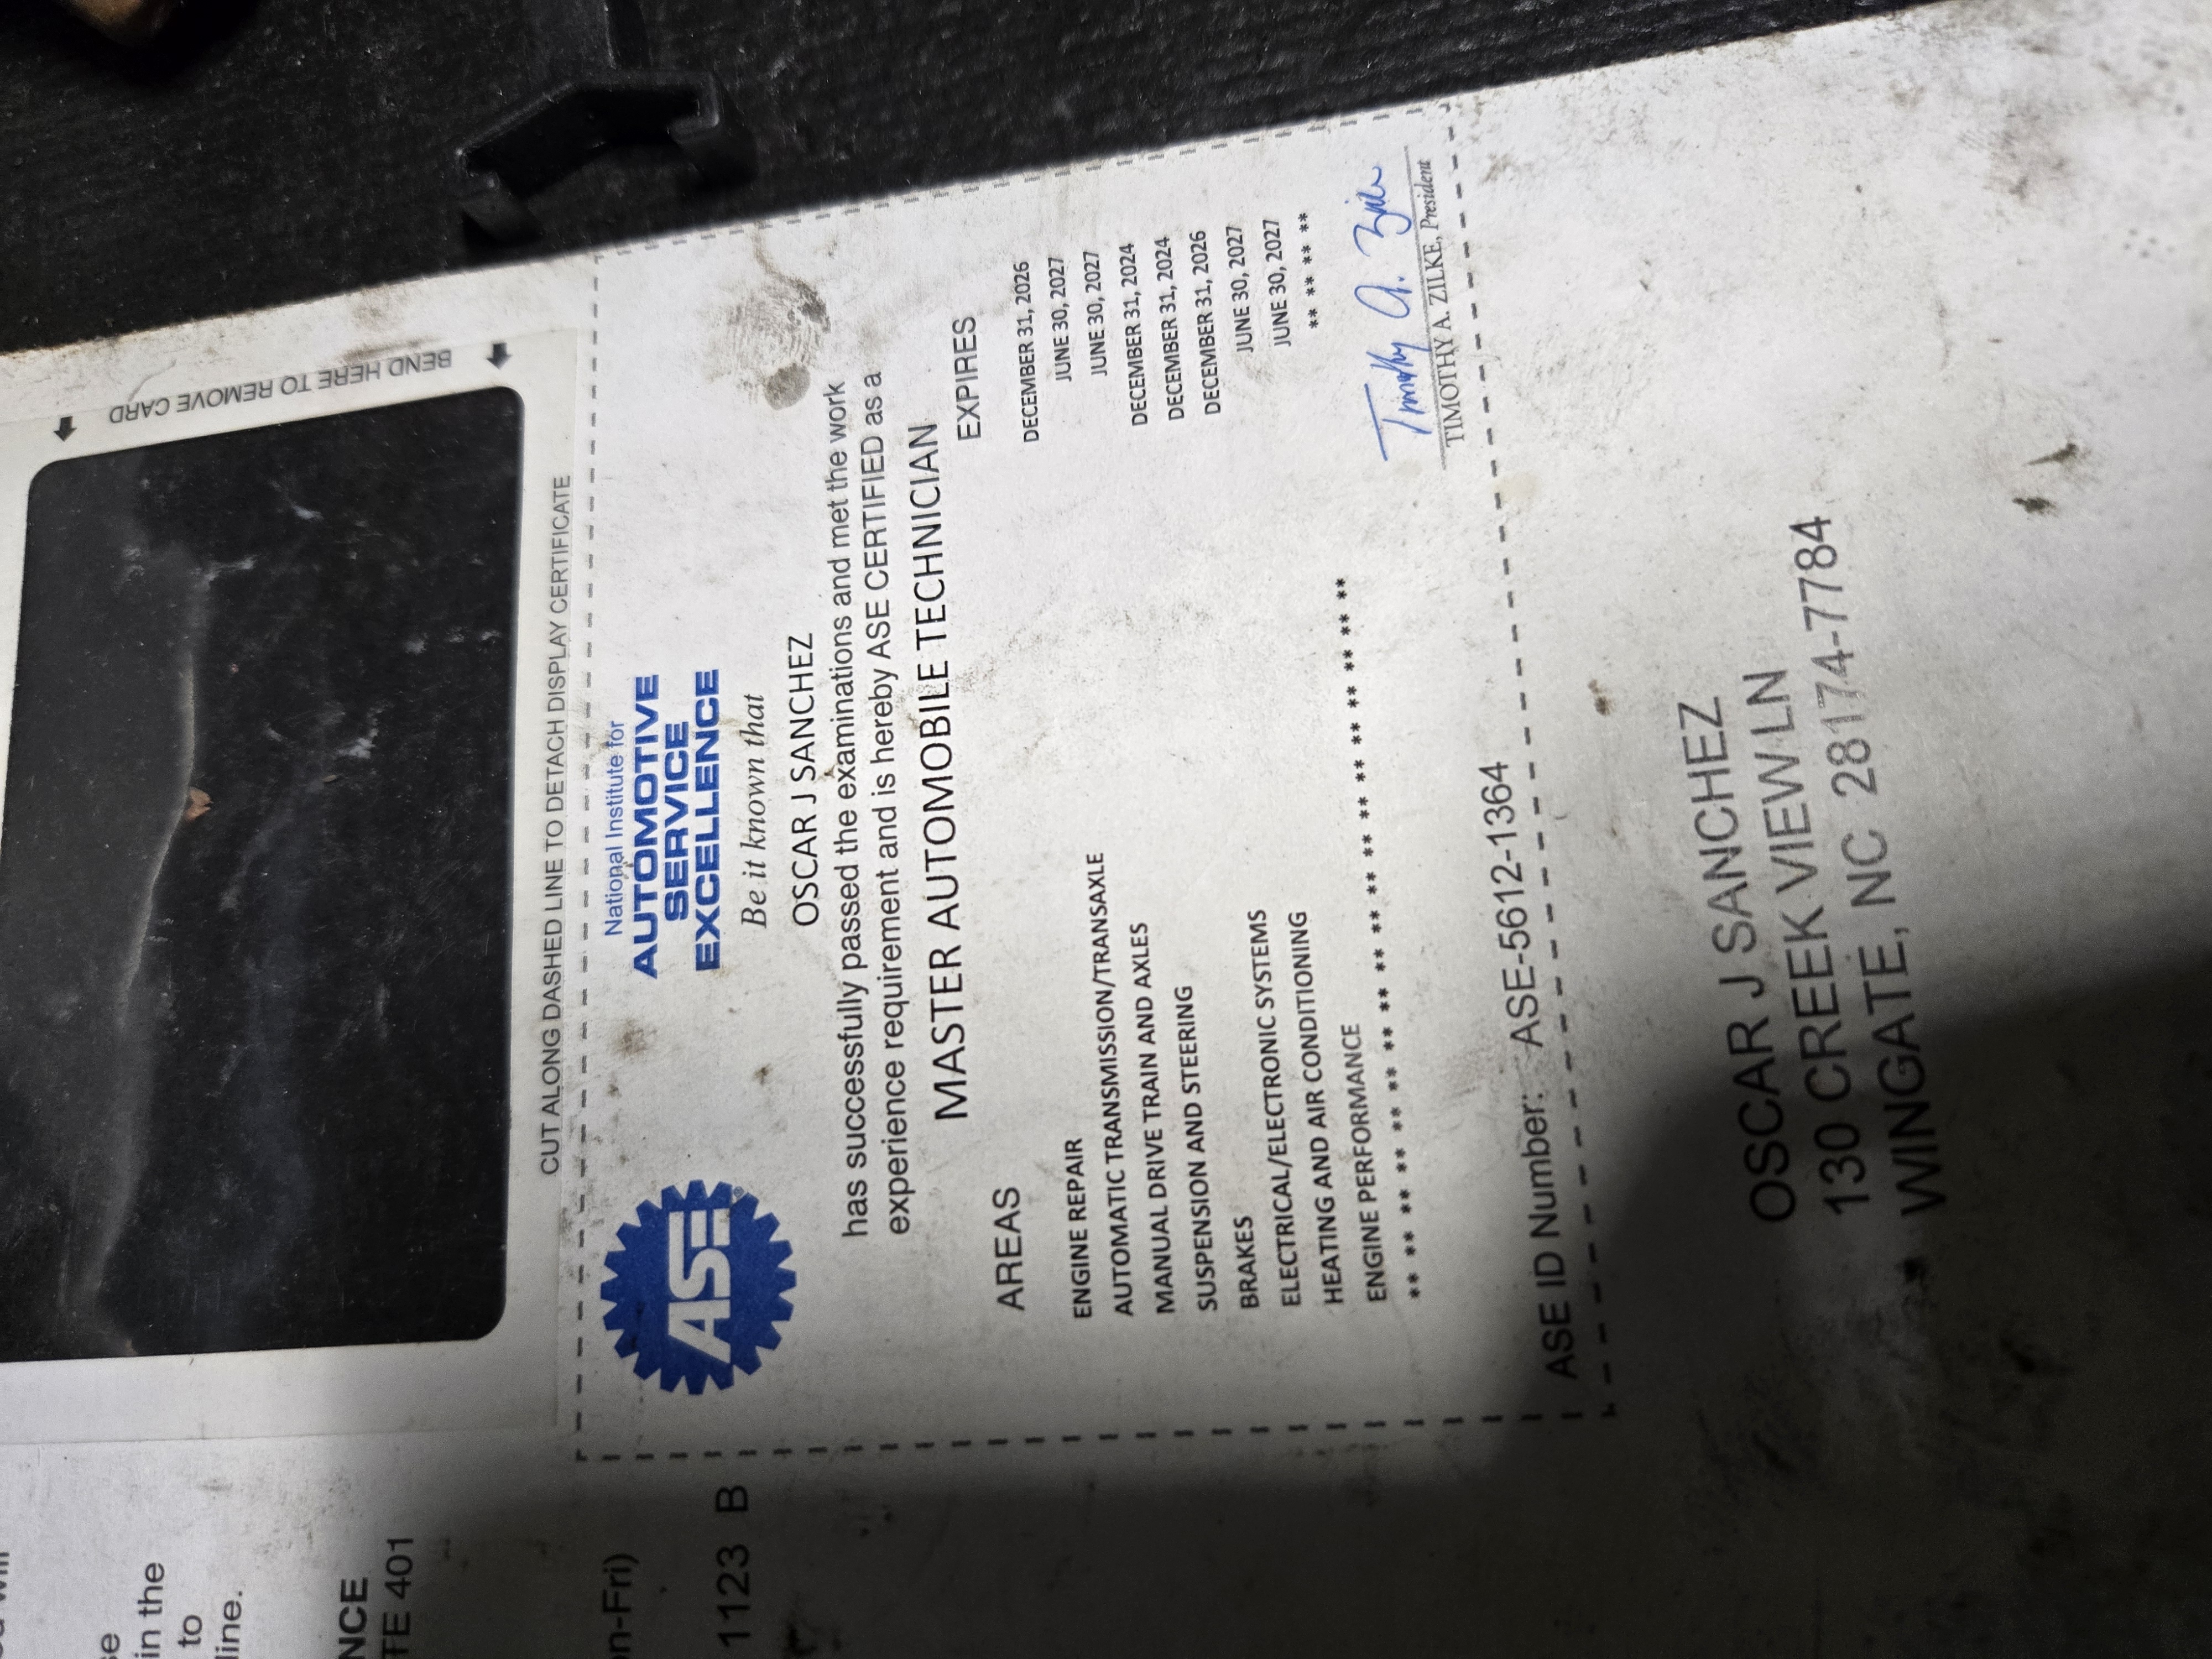 BEND HERE TO REMOVE CARD
CUT ALONG DASHED LINE TO DETACH DISPLAY CERTIFICATE
ASE
®
National Institute for
AUTOMOTIVE
SERVICE
EXCELLENCE
Be it known that
OSCAR J SANCHEZ
has successfully passed the examinations and met the work
experience requirement and is hereby ASE CERTIFIED as a
MASTER AUTOMOBILE TECHNICIAN
AREAS EXPIRES
ENGINE REPAIR DECEMBER 31, 2026
AUTOMATIC TRANSMISSION/TRANSAXLE JUNE 30, 2027
MANUAL DRIVE TRAIN AND AXLES JUNE 30, 2027
SUSPENSION AND STEERING DECEMBER 31, 2024
BRAKES DECEMBER 31, 2024
ELECTRICAL/ELECTRONIC SYSTEMS DECEMBER 31, 2026
HEATING AND AIR CONDITIONING JUNE 30, 2027
ENGINE PERFORMANCE JUNE 30, 2027
** ** ** ** ** ** ** ** ** ** ** ** ** ** ** ** ** ** ** ** ** ** **
Timothy A. Zilke
TIMOTHY A. ZILKE, President
ASE ID Number: ASE-5612-1364
OSCAR J SANCHEZ
130 CREEK VIEW LN
WINGATE, NC 28174-7784
in the
to
line.
NCE
TE 401
n-Fri)
1123 B